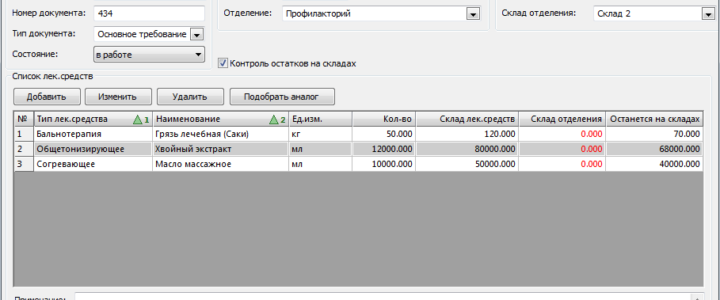 Номер документа: 434 Отделение: Профилакторий Склад отделения: Склад 2
Тип документа: Основное требование
Состояние: в работе
Контроль остатков на складах
Список лек.средств
Добавить Изменить Удалить Подобрать аналог
№ Тип лек.средства 1 Наименование 2 Ед.изм. Кол-во Склад лек.средств Склад отделения Останется на складах
1 Бальнотерапия Грязь лечебная (Саки) кг 50.000 120.000 0.000 70.000
2 Общетонизирующее Хвойный экстракт мл 12000.000 80000.000 0.000 68000.000
3 Согревающее Масло массажное мл 10000.000 50000.000 0.000 40000.000
Примечание: